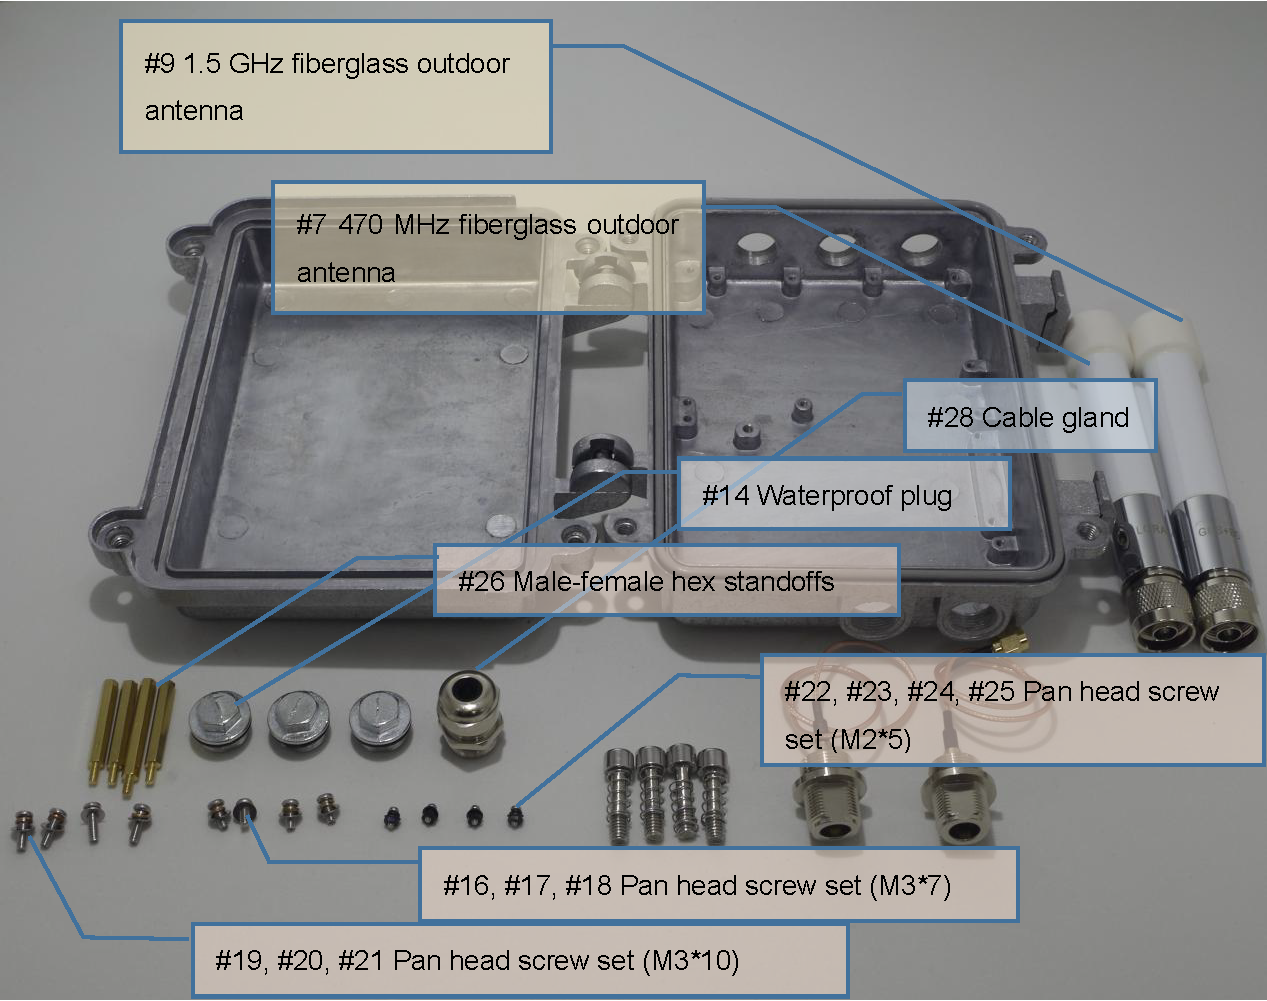 #9 1.5 GHz fiberglass outdoor
antenna
#7 470 MHz fiberglass outdoor
antenna
#28 Cable gland
#14 Waterproof plug
#26 Male-female hex standoffs
#22, #23, #24, #25 Pan head screw
set (M2*5)
#16, #17, #18 Pan head screw set (M3*7)
#19, #20, #21 Pan head screw set (M3*10)